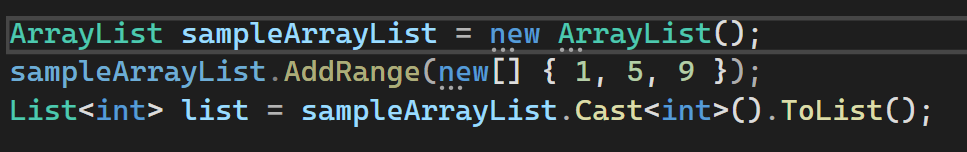 ArrayList sampleArrayList = new ArrayList();
sampleArrayList.AddRange(new[] { 1, 5, 9 });
List<int> list = sampleArrayList.Cast<int>().ToList();